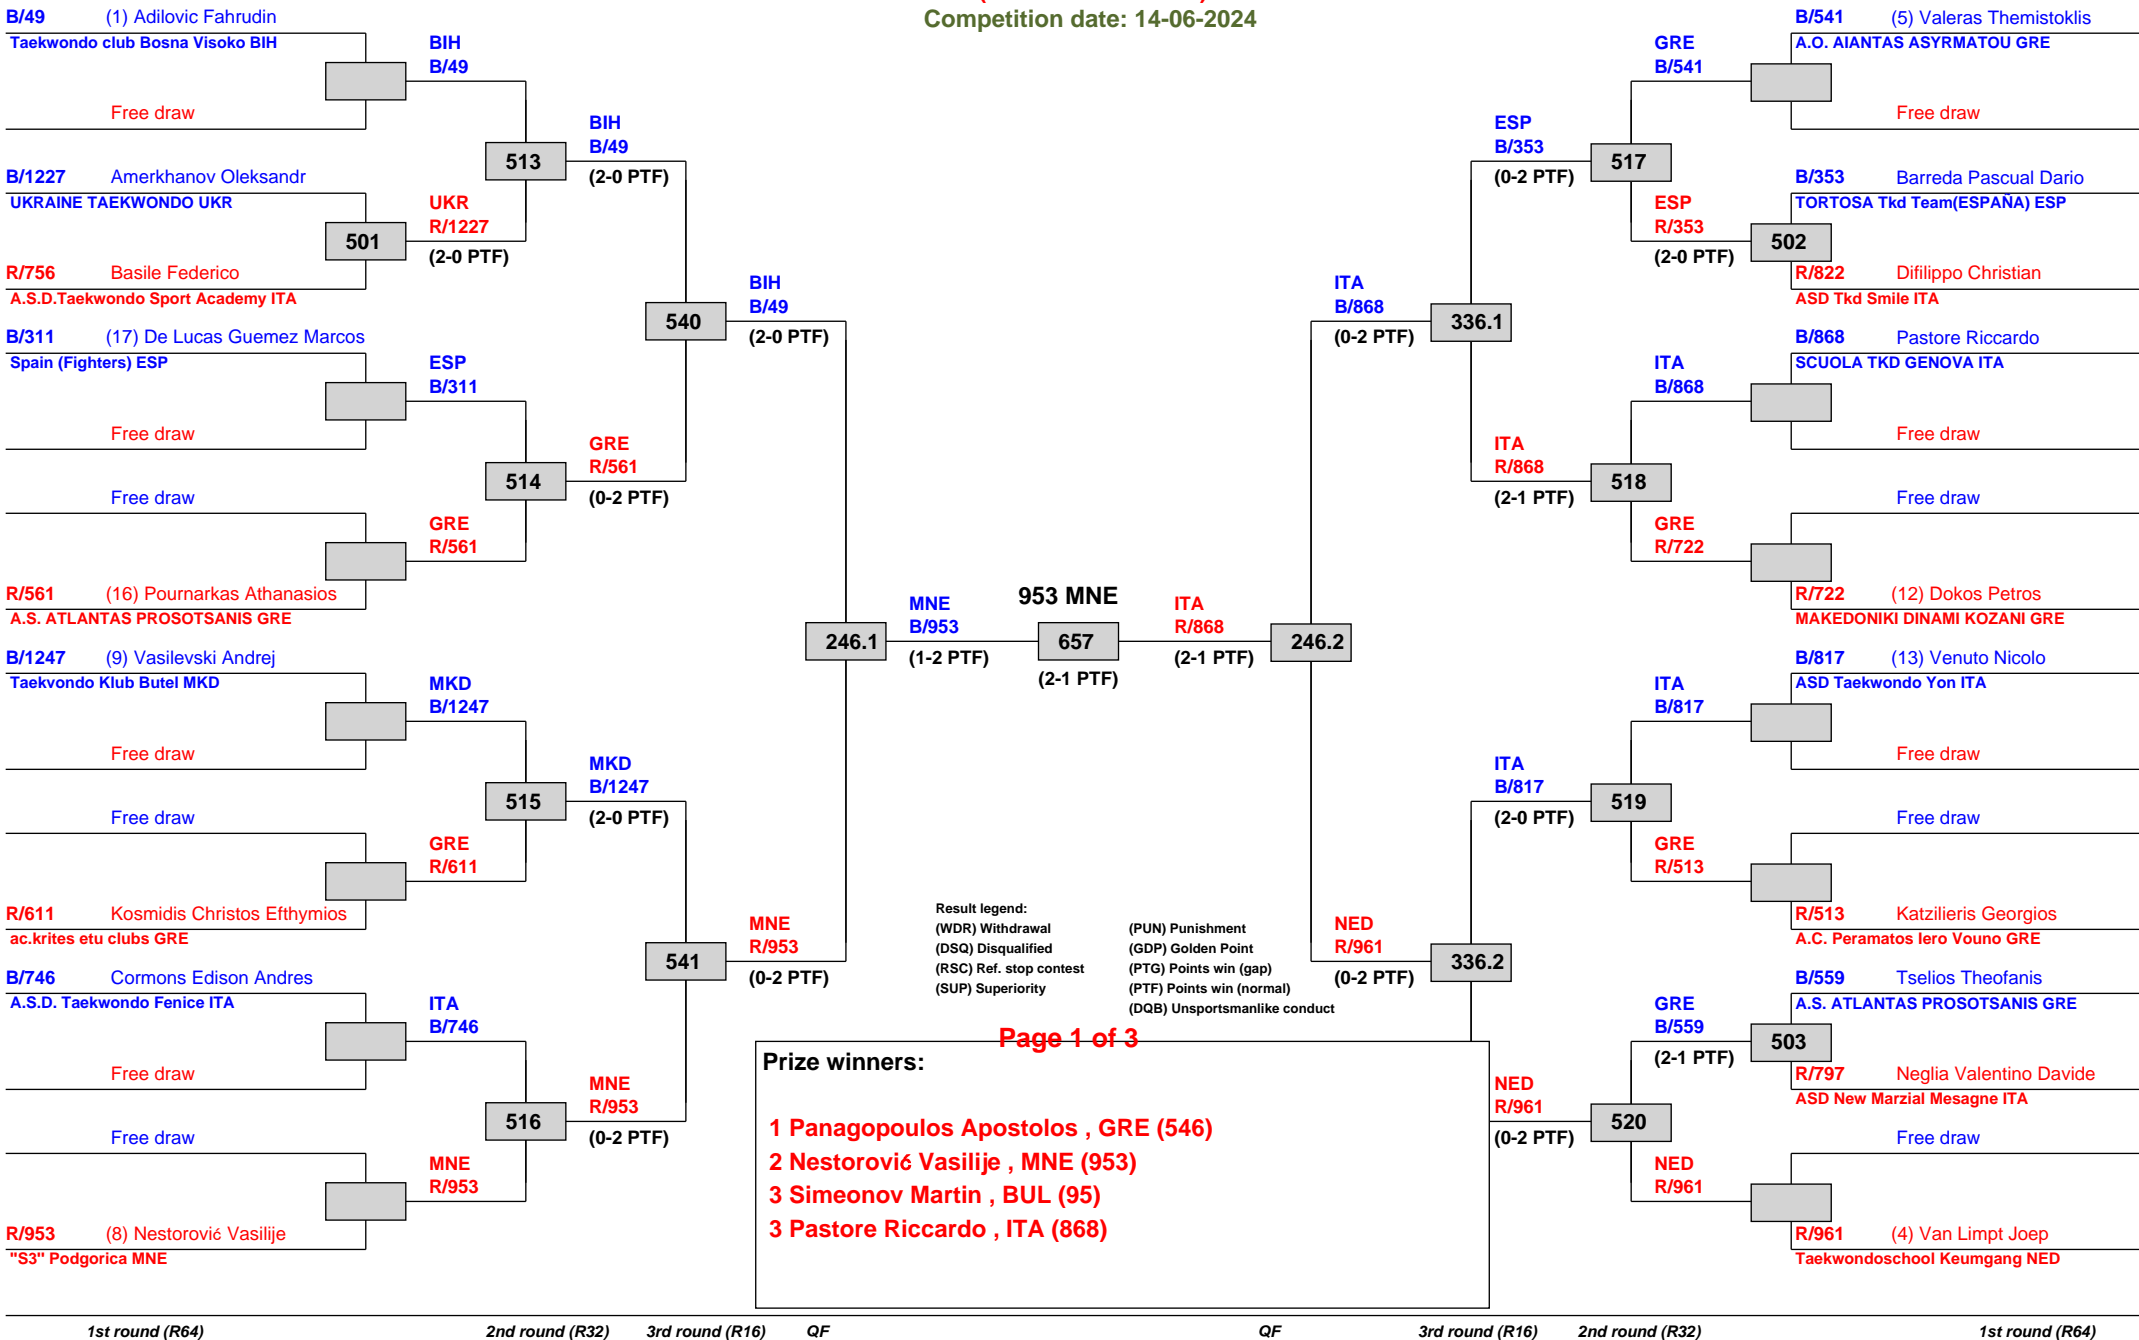 Competition date: 14-06-2024
B/49 (1) Adilovic Fahrudin
Taekwondo club Bosna Visoko BIH
Free draw
B/1227 Amerkhanov Oleksandr
UKRAINE TAEKWONDO UKR
501
R/756 Basile Federico
A.S.D.Taekwondo Sport Academy ITA
B/311 (17) De Lucas Guemez Marcos
Spain (Fighters) ESP
Free draw
Free draw
R/561 (16) Pournarkas Athanasios
A.S. ATLANTAS PROSOTSANIS GRE
B/1247 (9) Vasilevski Andrej
Taekvondo Klub Butel MKD
Free draw
Free draw
R/611 Kosmidis Christos Efthymios
ac.krites etu clubs GRE
B/746 Cormons Edison Andres
A.S.D. Taekwondo Fenice ITA
Free draw
Free draw
R/953 (8) Nestorović Vasilije
"S3" Podgorica MNE
BIH
B/49
513
UKR
R/1227
(2-0 PTF)
ESP
B/311
514
GRE
R/561
MKD
B/1247
515
GRE
R/611
ITA
B/746
516
MNE
R/953
BIH
B/49
(2-0 PTF)
540
GRE
R/561
(0-2 PTF)
MKD
B/1247
(2-0 PTF)
541
MNE
R/953
(0-2 PTF)
BIH
B/49
(2-0 PTF)
246.1
MNE
R/953
(0-2 PTF)
MNE
B/953
(1-2 PTF)
953 MNE
657
(2-1 PTF)
ITA
R/868
(2-1 PTF)
246.2
ITA
B/868
(0-2 PTF)
336.1
NED
R/961
(0-2 PTF)
336.2
ESP
B/353
(0-2 PTF)
517
ITA
R/868
(2-1 PTF)
518
ITA
B/817
(2-0 PTF)
519
NED
R/961
(0-2 PTF)
520
GRE
B/541
ESP
R/353
(2-0 PTF)
502
ITA
B/868
GRE
R/722
ITA
B/817
GRE
R/513
GRE
B/559
(2-1 PTF)
503
NED
R/961
B/541 (5) Valeras Themistoklis
A.O. AIANTAS ASYRMATOU GRE
Free draw
B/353 Barreda Pascual Dario
TORTOSA Tkd Team(ESPAÑA) ESP
R/822 Difilippo Christian
ASD Tkd Smile ITA
B/868 Pastore Riccardo
SCUOLA TKD GENOVA ITA
Free draw
Free draw
R/722 (12) Dokos Petros
MAKEDONIKI DINAMI KOZANI GRE
B/817 (13) Venuto Nicolo
ASD Taekwondo Yon ITA
Free draw
Free draw
R/513 Katzilieris Georgios
A.C. Peramatos Iero Vouno GRE
B/559 Tselios Theofanis
A.S. ATLANTAS PROSOTSANIS GRE
R/797 Neglia Valentino Davide
ASD New Marzial Mesagne ITA
Free draw
R/961 (4) Van Limpt Joep
Taekwondoschool Keumgang NED
Result legend:
(WDR) Withdrawal (PUN) Punishment
(DSQ) Disqualified (GDP) Golden Point
(RSC) Ref. stop contest (PTG) Points win (gap)
(SUP) Superiority (PTF) Points win (normal)
(DQB) Unsportsmanlike conduct
Page 1 of 3
Prize winners:
1 Panagopoulos Apostolos , GRE (546)
2 Nestorović Vasilije , MNE (953)
3 Simeonov Martin , BUL (95)
3 Pastore Riccardo , ITA (868)
1st round (R64) 2nd round (R32) 3rd round (R16) QF QF 3rd round (R16) 2nd round (R32) 1st round (R64)